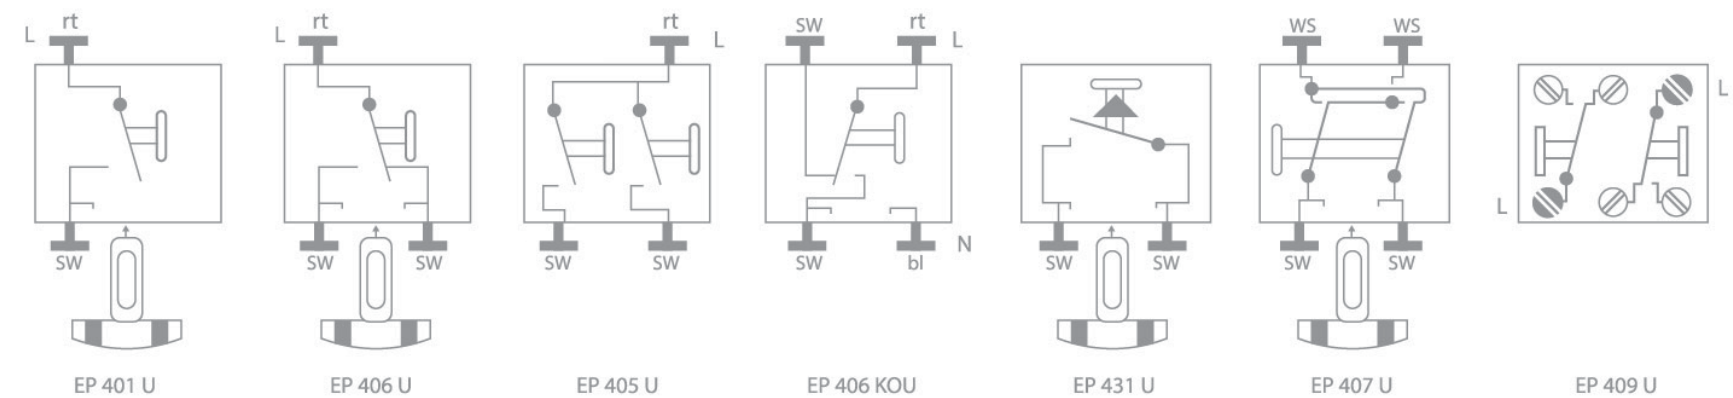 L rt
L rt
rt L
SW rt L
WS WS
L
L
SW
SW SW
SW SW
SW bl N
SW SW
SW SW
EP 401 U
EP 406 U
EP 405 U
EP 406 KOU
EP 431 U
EP 407 U
EP 409 U